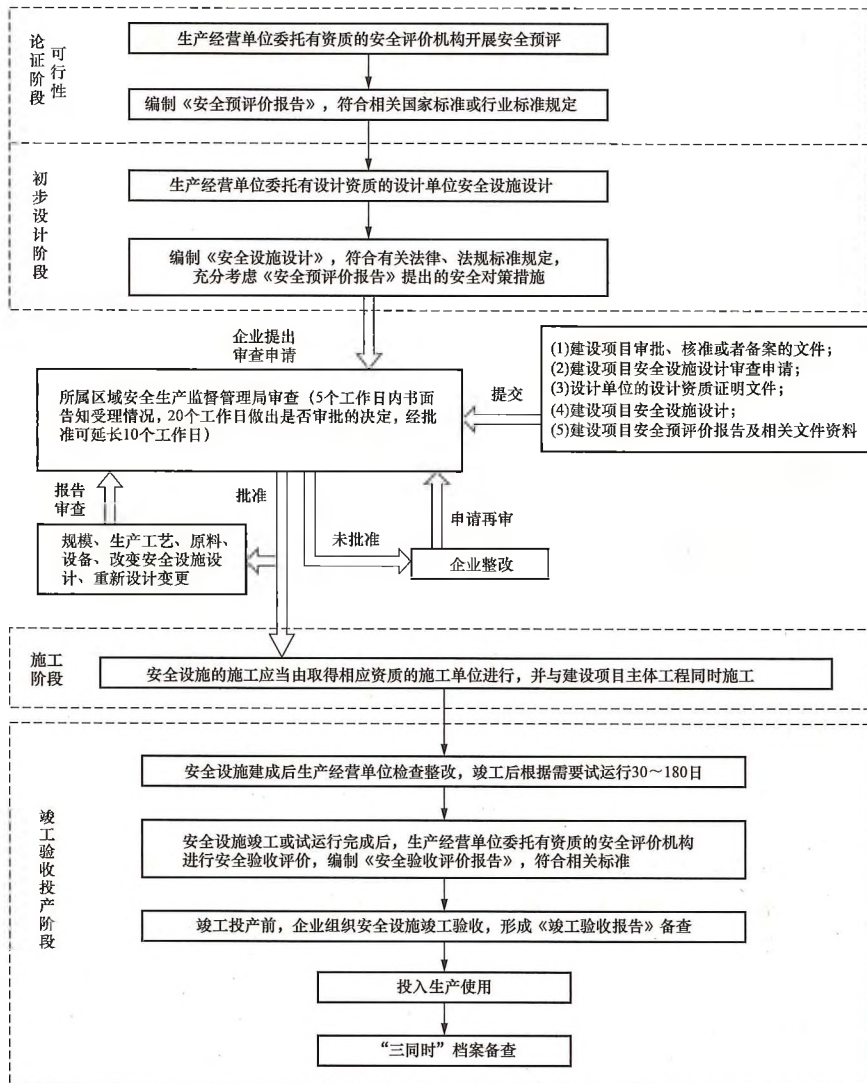 可行性
论证阶段
生产经营单位委托有资质的安全评价机构开展安全预评
编制《安全预评价报告》，符合相关国家标准或行业标准规定
初步设计阶段
生产经营单位委托有设计资质的设计单位安全设施设计
编制《安全设施设计》，符合有关法律、法规标准规定，
充分考虑《安全预评价报告》提出的安全对策措施
企业提出
审查申请
(1)建设项目审批、核准或者备案的文件；
(2)建设项目安全设施设计审查申请；
(3)设计单位的设计资质证明文件；
(4)建设项目安全设施设计；
(5)建设项目安全预评价报告及相关文件资料
提交
所属区域安全生产监督管理局审查（5个工作日内书面
告知受理情况，20个工作日做出是否审批的决定，经批
准可延长10个工作日）
报告
审查
批准
未批准
申请再审
规模、生产工艺、原料、
设备、改变安全设施设
计、重新设计变更
企业整改
施工
阶段
安全设施的施工应当由取得相应资质的施工单位进行，并与建设项目主体工程同时施工
竣工验收投产阶段
安全设施建成后生产经营单位检查整改，竣工后根据需要试运行30～180日
安全设施竣工或试运行完成后，生产经营单位委托有资质的安全评价机构
进行安全验收评价，编制《安全验收评价报告》，符合相关标准
竣工投产前，企业组织安全设施竣工验收，形成《竣工验收报告》备查
投入生产使用
“三同时”档案备查